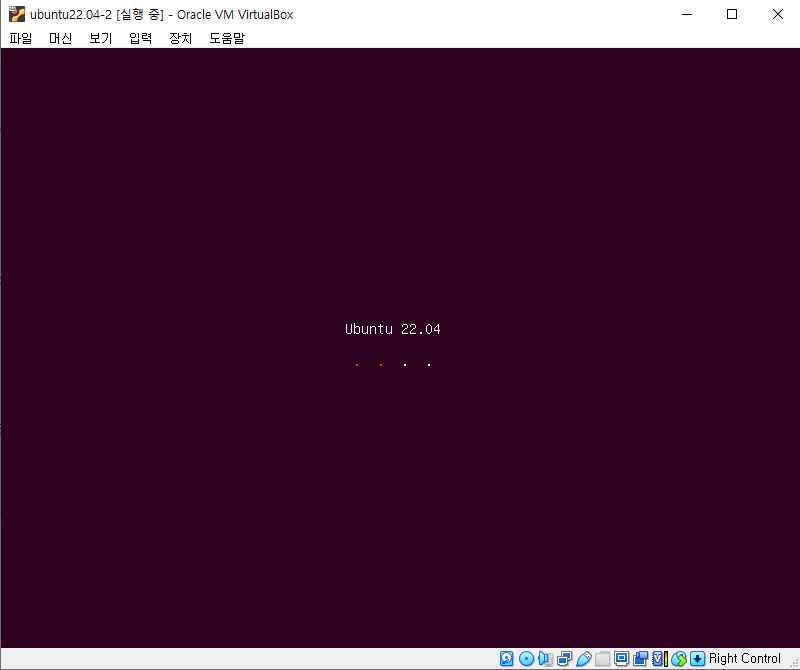 ubuntu22.04-2 [실행 중] - Oracle VM VirtualBox
파일 머신 보기 입력 장치 도움말
Ubuntu 22.04
. . . .
Right Control